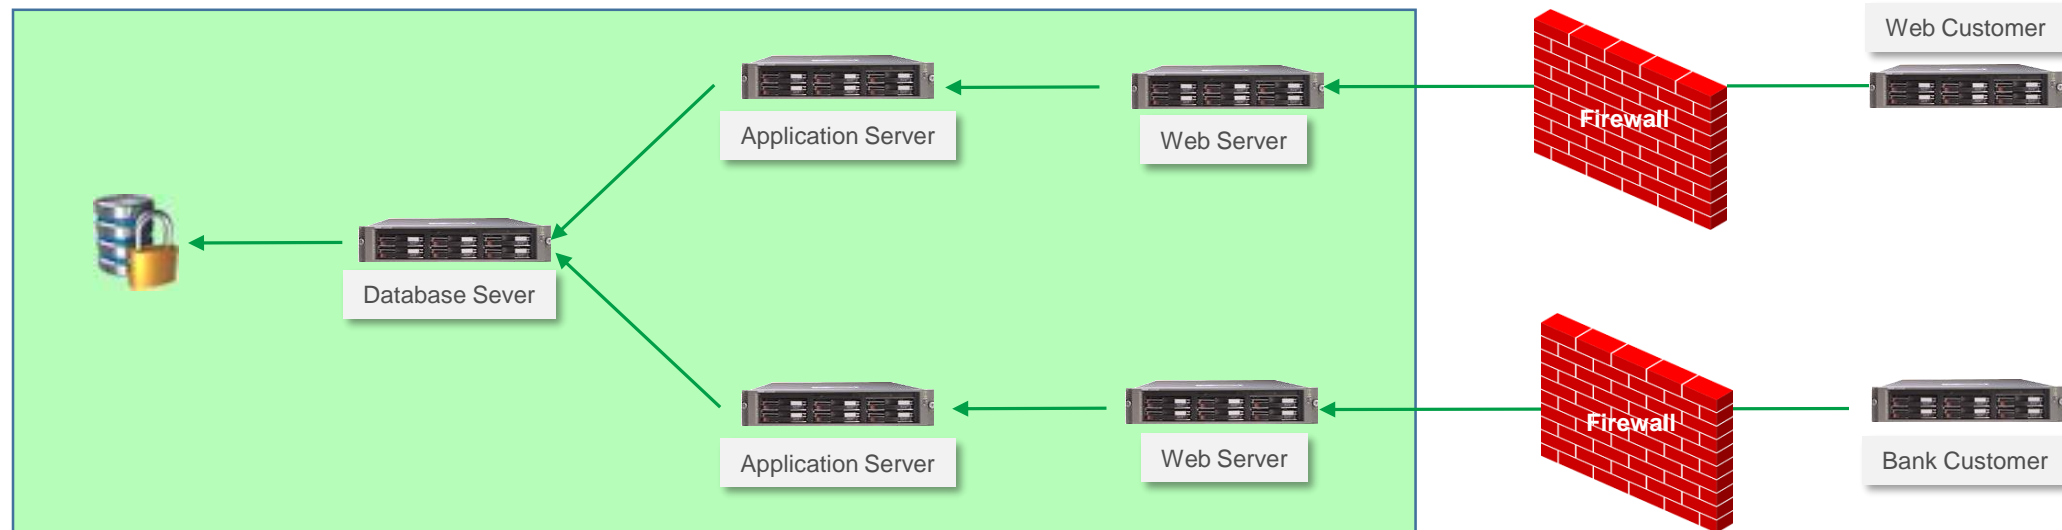 Web Customer
Firewall
Application Server
Web Server
Database Sever
Firewall
Application Server
Web Server
Bank Customer